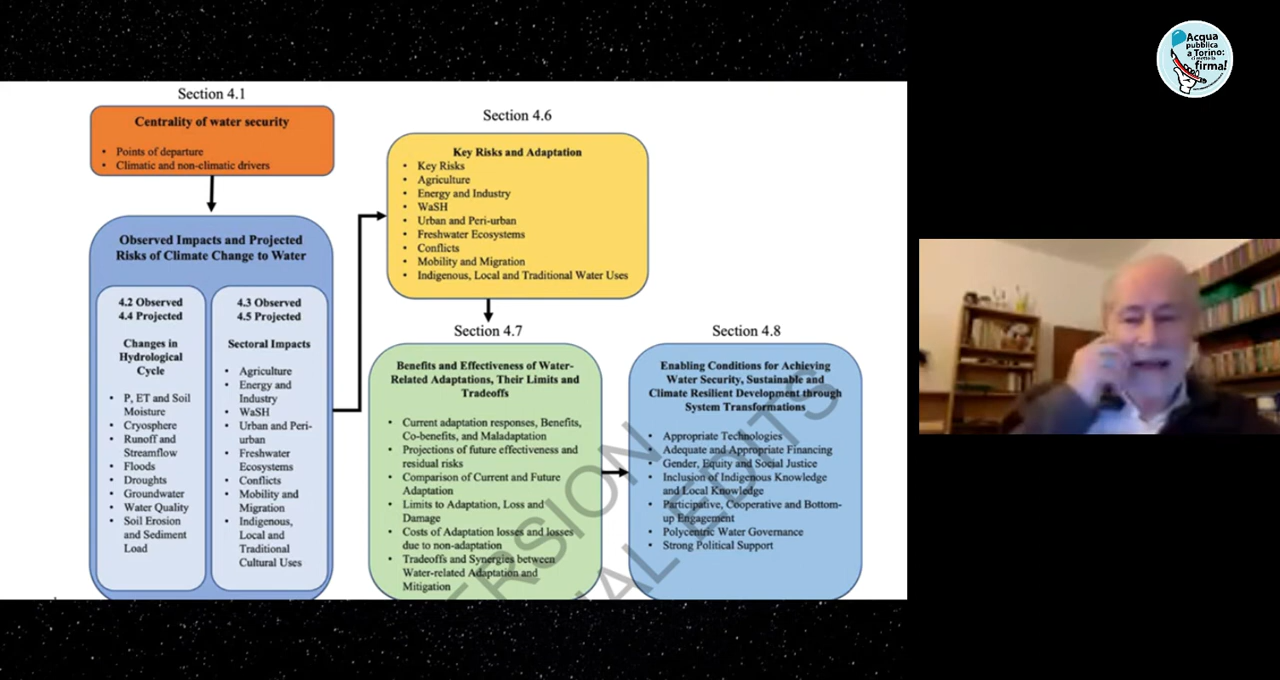 Section 4.1
Centrality of water security
• Points of departure
• Climatic and non-climatic drivers
Observed Impacts and Projected
Risks of Climate Change to Water
4.2 Observed
4.4 Projected
Changes in
Hydrological
Cycle
• P, ET and Soil
Moisture
• Cryosphere
• Runoff and
Streamflow
• Floods
• Droughts
• Groundwater
• Water Quality
• Soil Erosion
and Sediment
Load
4.3 Observed
4.5 Projected
Sectoral Impacts
• Agriculture
• Energy and
Industry
• WaSH
• Urban and Peri-
urban
• Freshwater
Ecosystems
• Conflicts
• Mobility and
Migration
• Indigenous,
Local and
Traditional
Cultural Uses
Section 4.6
Key Risks and Adaptation
• Key Risks
• Agriculture
• Energy and Industry
• WaSH
• Urban and Peri-urban
• Freshwater Ecosystems
• Conflicts
• Mobility and Migration
• Indigenous, Local and Traditional Water Uses
Section 4.7
Benefits and Effectiveness of Water-
Related Adaptations, Their Limits and
Tradeoffs
• Current adaptation responses, Benefits,
Co-benefits, and Maladaptation
• Projections of future effectiveness and
residual risks
• Comparison of Current and Future
Adaptation
• Limits to Adaptation, Loss and
Damage
• Costs of Adaptation losses and losses
due to non-adaptation
• Tradeoffs and Synergies between
Water-related Adaptation and
Mitigation
Section 4.8
Enabling Conditions for Achieving
Water Security, Sustainable and
Climate Resilient Development through
System Transformations
• Appropriate Technologies
• Adequate and Appropriate Financing
• Gender, Equity and Social Justice
• Inclusion of Indigenous Knowledge
and Local Knowledge
• Participative, Cooperative and Bottom-
up Engagement
• Polycentric Water Governance
• Strong Political Support
ERSION
AL EDITS
Acqua
pubblica
a Torino:
ci metto la
firma!